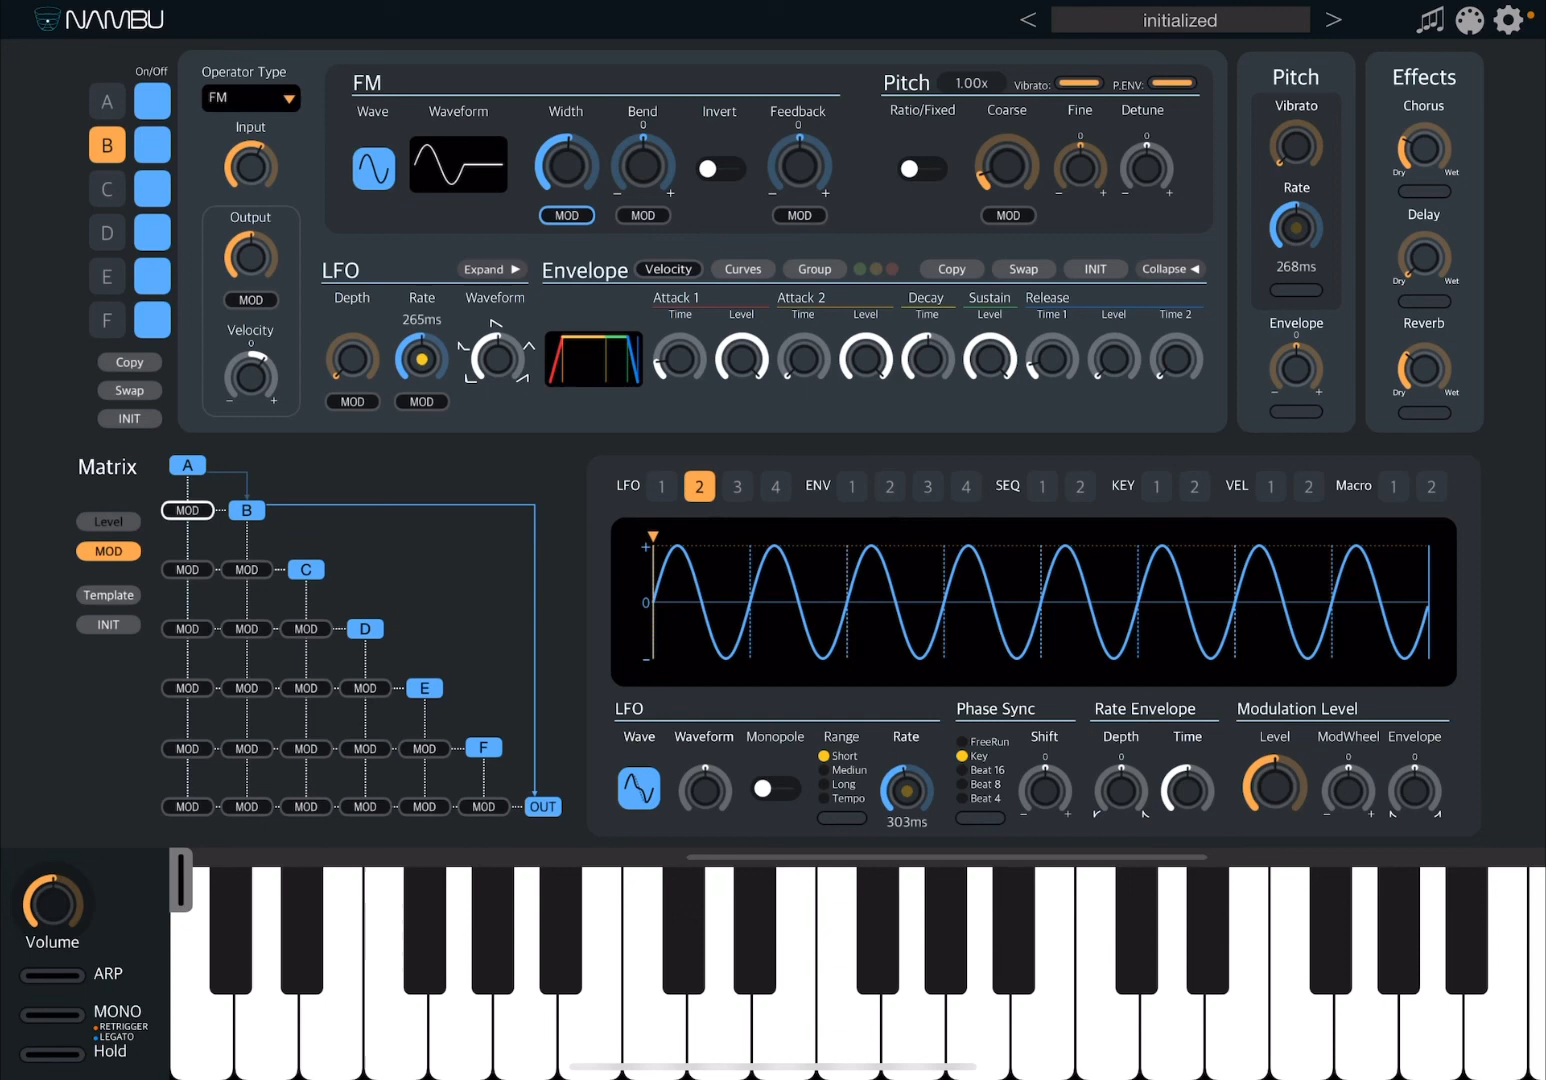 NAMBU
< initialized >
On/Off
A
B
C
D
E
F
Copy
Swap
INIT
Operator Type
FM
Input
Output
MOD
Velocity
0
− +
FM
Wave Waveform Width Bend Invert Feedback
0 0
− + − +
MOD MOD MOD
Pitch 1.00x Vibrato: P.ENV:
Ratio/Fixed Coarse Fine Detune
0 0
− + − +
MOD
LFO Expand ▶
Depth Rate Waveform
265ms
MOD MOD
Envelope Velocity Curves Group Copy Swap INIT Collapse ◀
Attack 1 Attack 2 Decay Sustain Release
Time Level Time Level Time Level Time 1 Level Time 2
Pitch
Vibrato
Rate
268ms
Envelope
0
− +
Effects
Chorus
Dry Wet
Delay
Dry Wet
Reverb
Dry Wet
Matrix
Level
MOD
Template
INIT
A
MOD B
MOD MOD C
MOD MOD MOD D
MOD MOD MOD MOD E
MOD MOD MOD MOD MOD F
MOD MOD MOD MOD MOD MOD OUT
LFO 1 2 3 4 ENV 1 2 3 4 SEQ 1 2 KEY 1 2 VEL 1 2 Macro 1 2
+
0
−
LFO
Wave Waveform Monopole Range Rate
Short
Mediun
Long
Tempo
303ms
Phase Sync
FreeRun
Key
Beat 16
Beat 8
Beat 4
Shift
0
− +
Rate Envelope
Depth Time
0
Modulation Level
Level ModWheel Envelope
0 0
− +
Volume
ARP
MONO
RETRIGGER
LEGATO
Hold